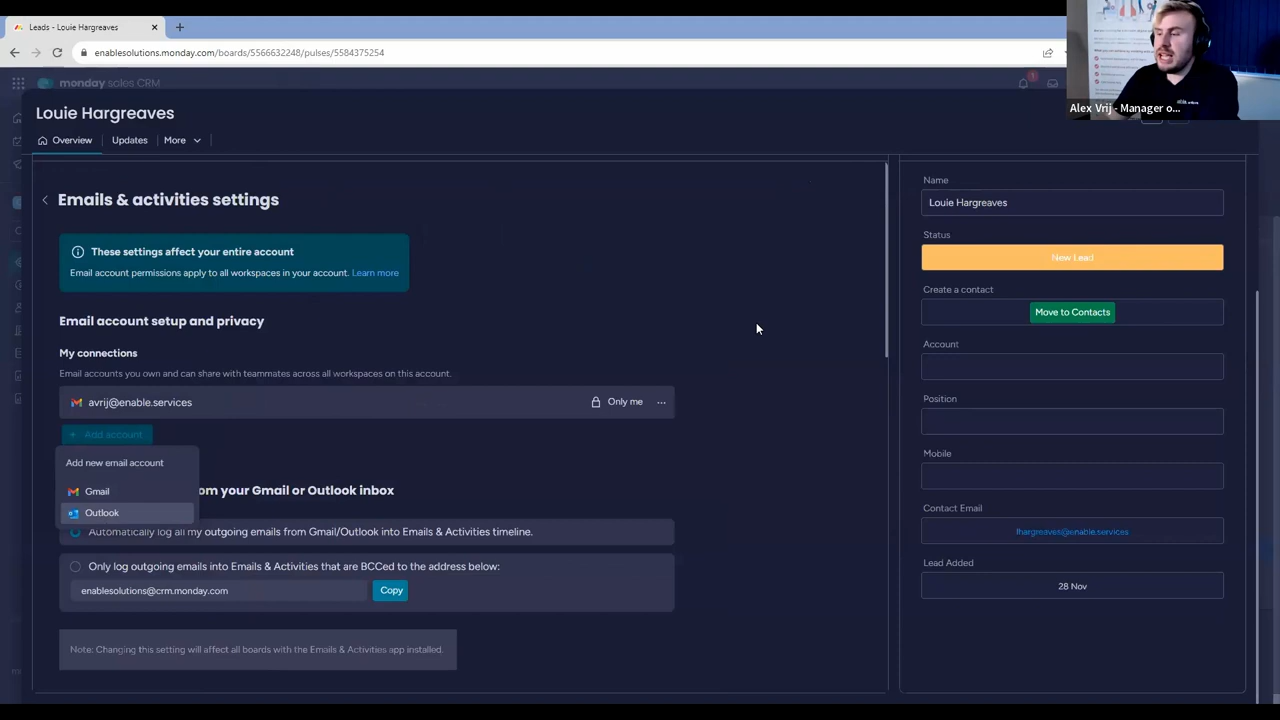 Leads - Louie Hargreaves
enablesolutions.monday.com/boards/5566632248/pulses/5584375254
monday sales CRM
1
Alex Vrij - Manager o...
Louie Hargreaves
Overview
Updates
More
Emails & activities settings
These settings affect your entire account
Email account permissions apply to all workspaces in your account. Learn more
Email account setup and privacy
My connections
Email accounts you own and can share with teammates across all workspaces on this account.
avrij@enable.services
Only me
+ Add account
Add new email account
Gmail
Outlook
om your Gmail or Outlook inbox
Automatically log all my outgoing emails from Gmail/Outlook into Emails & Activities timeline.
Only log outgoing emails into Emails & Activities that are BCCed to the address below:
enablesolutions@crm.monday.com
Copy
Note: Changing this setting will affect all boards with the Emails & Activities app installed.
Name
Louie Hargreaves
Status
New Lead
Create a contact
Move to Contacts
Account
Position
Mobile
Contact Email
lhargreaves@enable.services
Lead Added
28 Nov